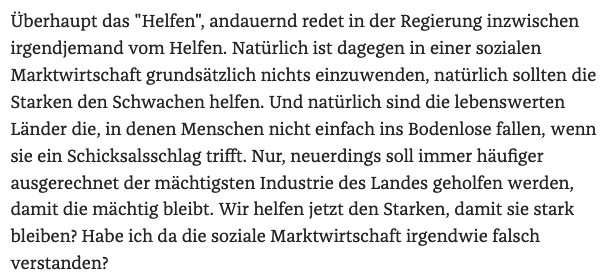 Überhaupt das "Helfen", andauernd redet in der Regierung inzwischen
irgendjemand vom Helfen. Natürlich ist dagegen in einer sozialen
Marktwirtschaft grundsätzlich nichts einzuwenden, natürlich sollten die
Starken den Schwachen helfen. Und natürlich sind die lebenswerten
Länder die, in denen Menschen nicht einfach ins Bodenlose fallen, wenn
sie ein Schicksalsschlag trifft. Nur, neuerdings soll immer häufiger
ausgerechnet der mächtigsten Industrie des Landes geholfen werden,
damit die mächtig bleibt. Wir helfen jetzt den Starken, damit sie stark
bleiben? Habe ich da die soziale Marktwirtschaft irgendwie falsch
verstanden?